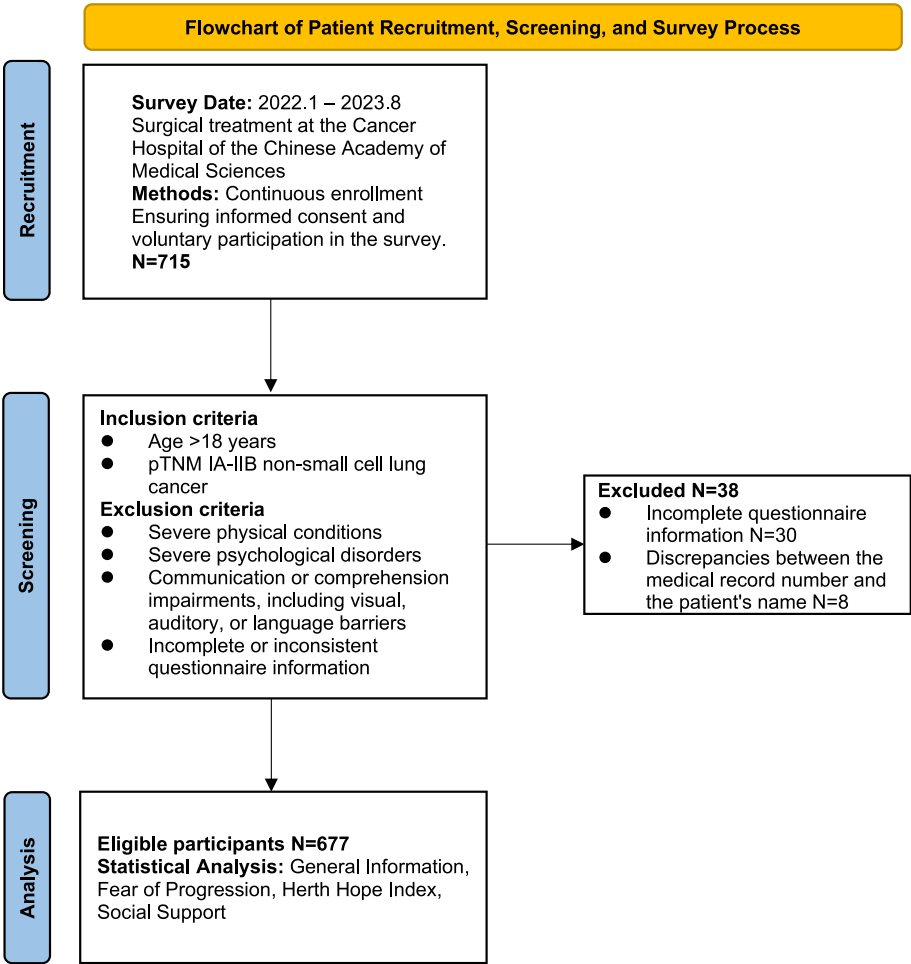 Flowchart of Patient Recruitment, Screening, and Survey Process
Recruitment
Survey Date: 2022.1 – 2023.8
Surgical treatment at the Cancer
Hospital of the Chinese Academy of
Medical Sciences
Methods: Continuous enrollment
Ensuring informed consent and
voluntary participation in the survey.
N=715
Screening
Inclusion criteria
● Age >18 years
● pTNM IA-IIB non-small cell lung
cancer
Exclusion criteria
● Severe physical conditions
● Severe psychological disorders
● Communication or comprehension
impairments, including visual,
auditory, or language barriers
● Incomplete or inconsistent
questionnaire information
Excluded N=38
● Incomplete questionnaire
information N=30
● Discrepancies between the
medical record number and
the patient's name N=8
Analysis
Eligible participants N=677
Statistical Analysis: General Information,
Fear of Progression, Herth Hope Index,
Social Support